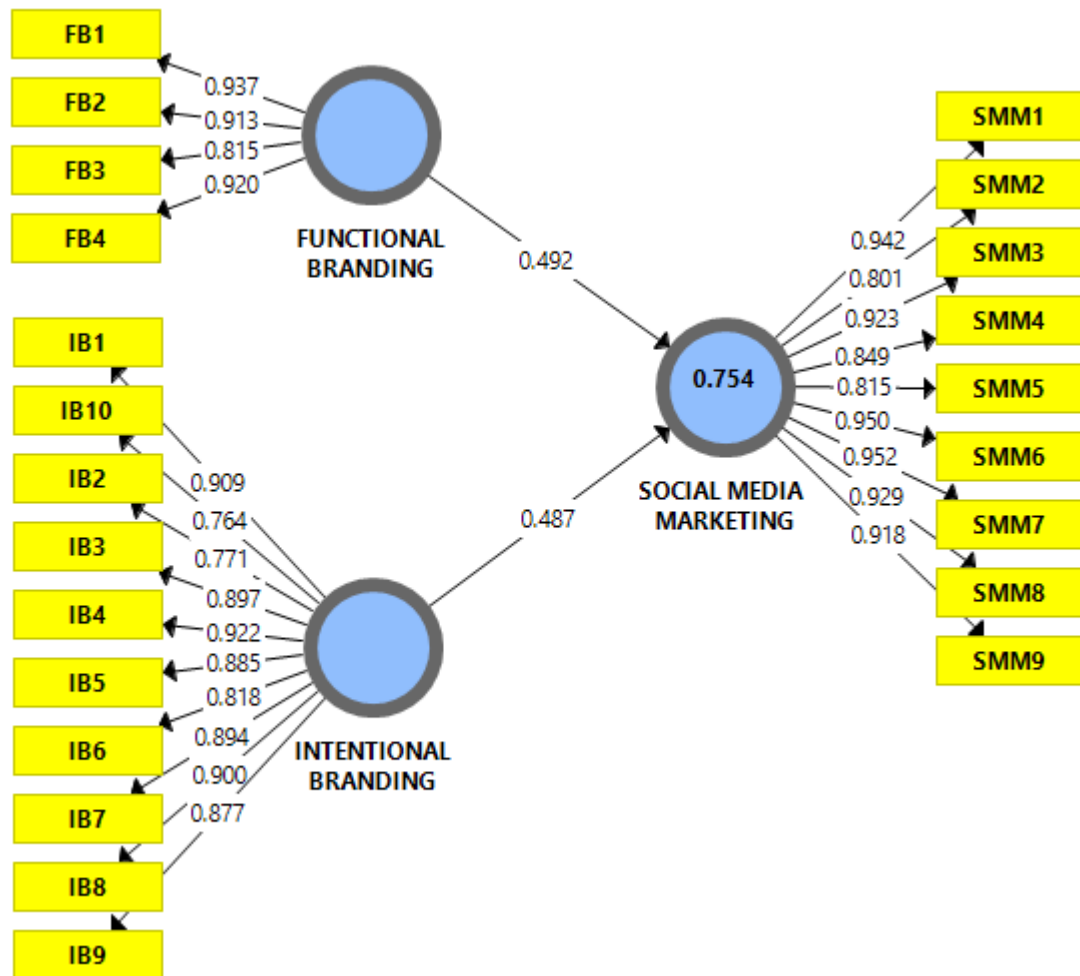 FB1
FB2
FB3
FB4
0.937
0.913
0.815
0.920
FUNCTIONAL
BRANDING
0.492
IB1
IB10
IB2
IB3
IB4
IB5
IB6
IB7
IB8
IB9
0.909
0.764
0.771
0.897
0.922
0.885
0.818
0.894
0.900
0.877
INTENTIONAL
BRANDING
0.487
0.754
SOCIAL MEDIA
MARKETING
0.942
0.801
0.923
0.849
0.815
0.950
0.952
0.929
0.918
SMM1
SMM2
SMM3
SMM4
SMM5
SMM6
SMM7
SMM8
SMM9